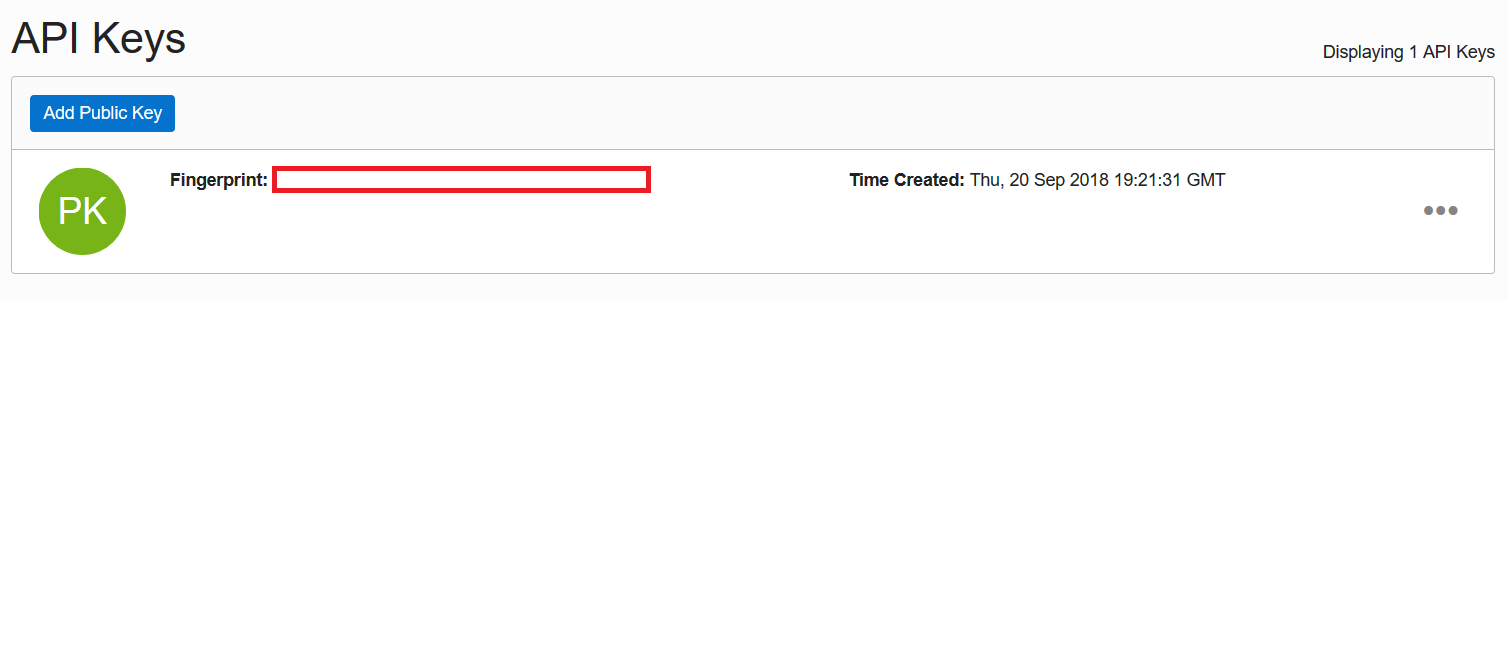 API Keys
Displaying 1 API Keys
Add Public Key
PK
Fingerprint:
Time Created: Thu, 20 Sep 2018 19:21:31 GMT